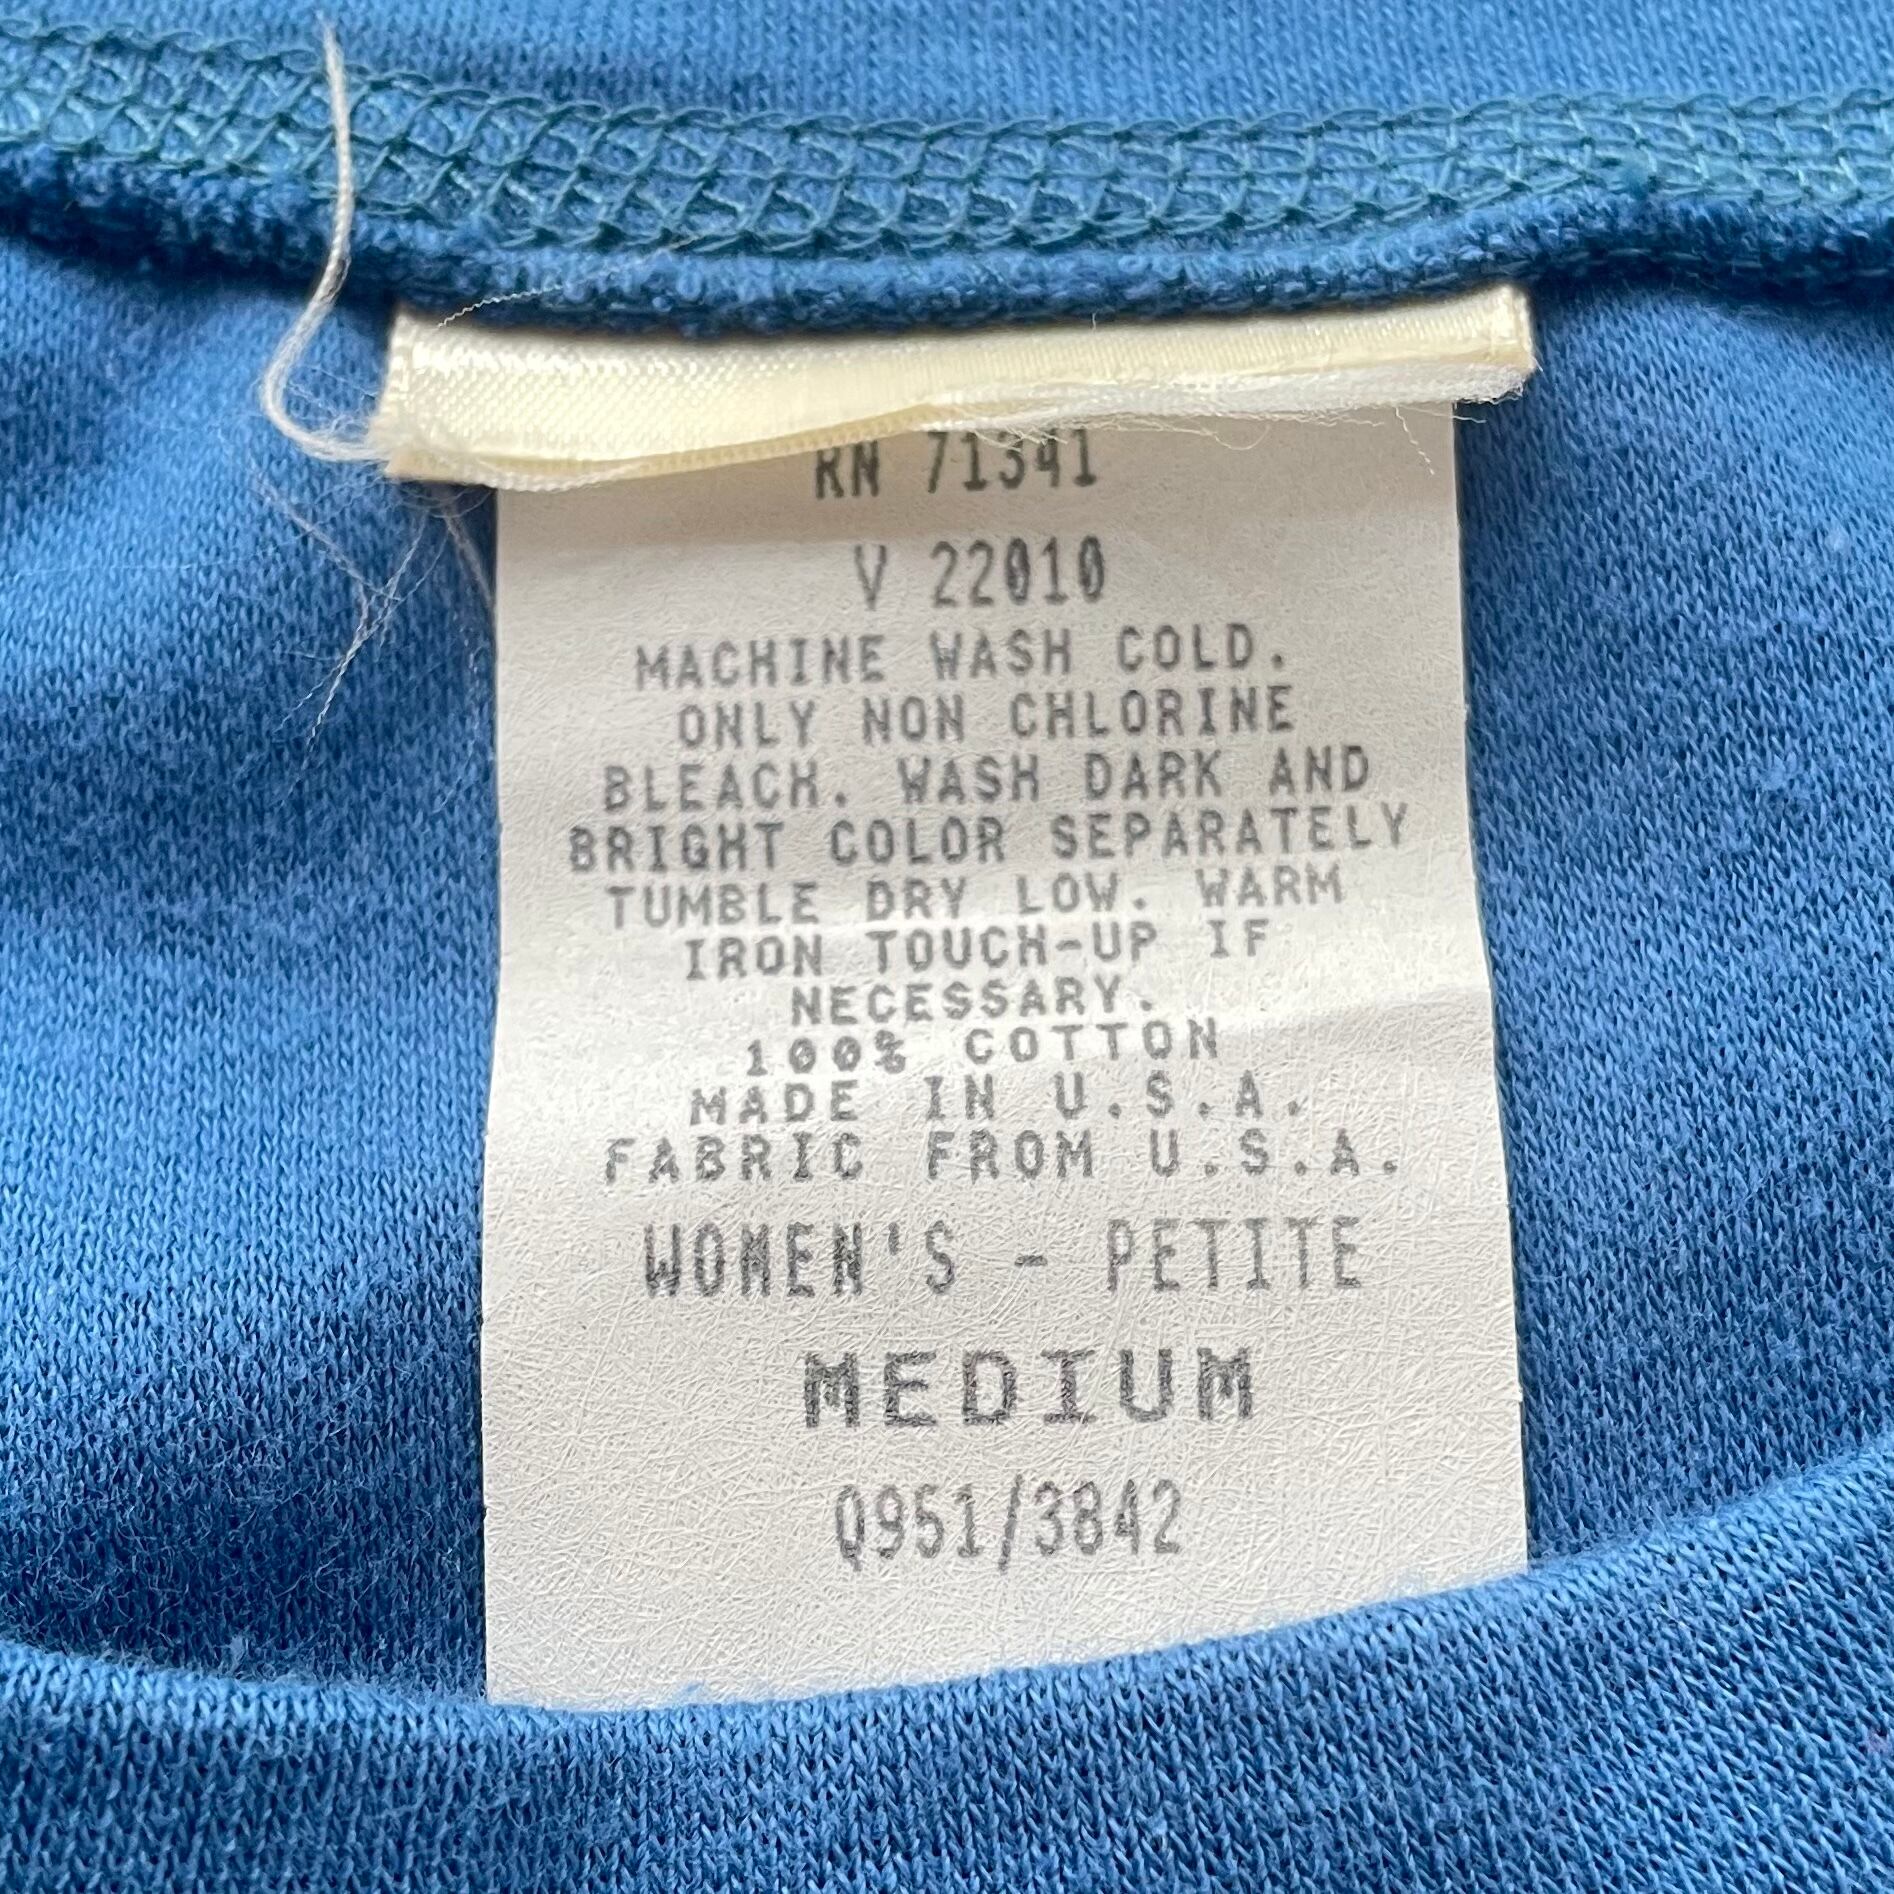 RN 71341
V 22010
MACHINE WASH COLD.
ONLY NON CHLORINE
BLEACH. WASH DARK AND
BRIGHT COLOR SEPARATELY
TUMBLE DRY LOW. WARM
IRON TOUCH-UP IF
NECESSARY.
100% COTTON
MADE IN U.S.A.
FABRIC FROM U.S.A.
WOMEN'S - PETITE
MEDIUM
Q951/3842